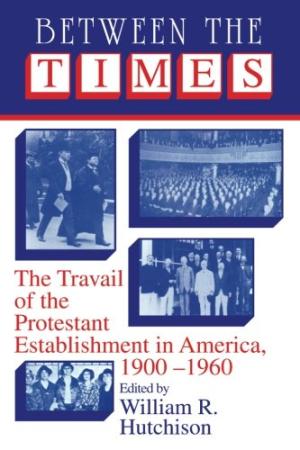 BETWEEN THE
TIMES
The Travail
of the
Protestant
Establishment in America,
1900 –1960
Edited by
William R.
Hutchison